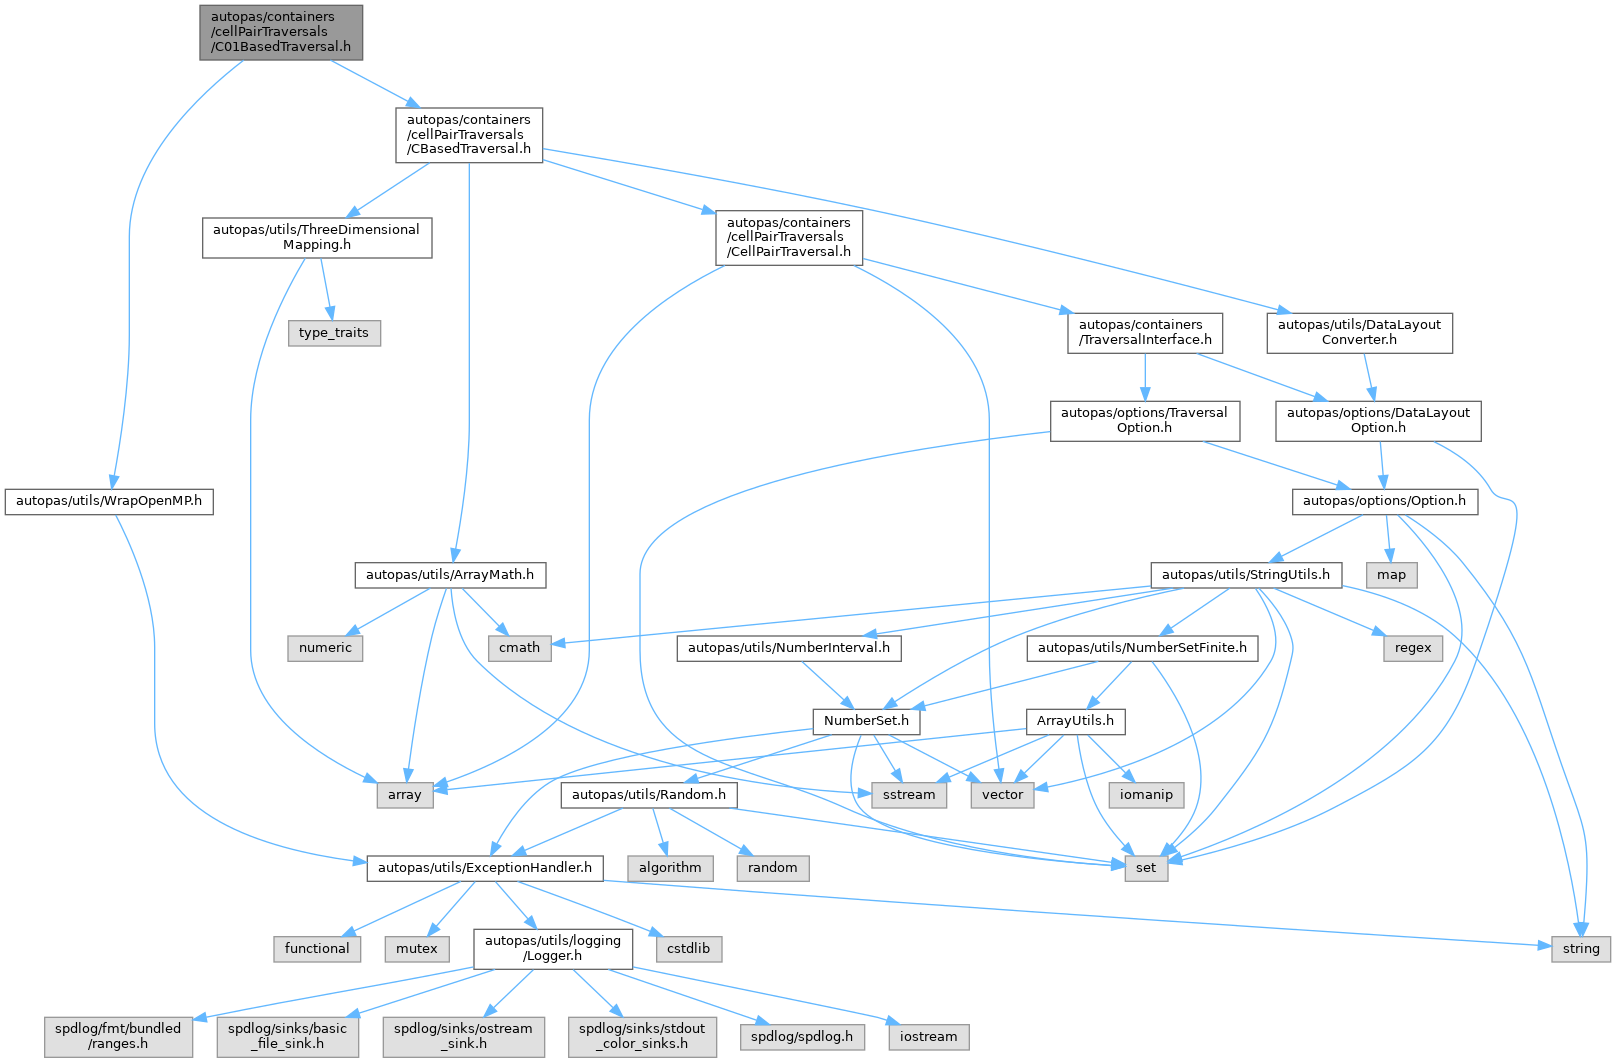 autopas/containers
/cellPairTraversals
/C01BasedTraversal.h
autopas/containers
/cellPairTraversals
/CBasedTraversal.h
autopas/utils/ThreeDimensional
Mapping.h
autopas/containers
/cellPairTraversals
/CellPairTraversal.h
type_traits
autopas/containers
/TraversalInterface.h
autopas/utils/DataLayout
Converter.h
autopas/options/Traversal
Option.h
autopas/options/DataLayout
Option.h
autopas/utils/WrapOpenMP.h
autopas/options/Option.h
autopas/utils/ArrayMath.h
autopas/utils/StringUtils.h
map
numeric
cmath
autopas/utils/NumberInterval.h
autopas/utils/NumberSetFinite.h
regex
NumberSet.h
ArrayUtils.h
array
autopas/utils/Random.h
sstream
vector
iomanip
autopas/utils/ExceptionHandler.h
algorithm
random
set
functional
mutex
autopas/utils/logging
/Logger.h
cstdlib
string
spdlog/fmt/bundled
/ranges.h
spdlog/sinks/basic
_file_sink.h
spdlog/sinks/ostream
_sink.h
spdlog/sinks/stdout
_color_sinks.h
spdlog/spdlog.h
iostream